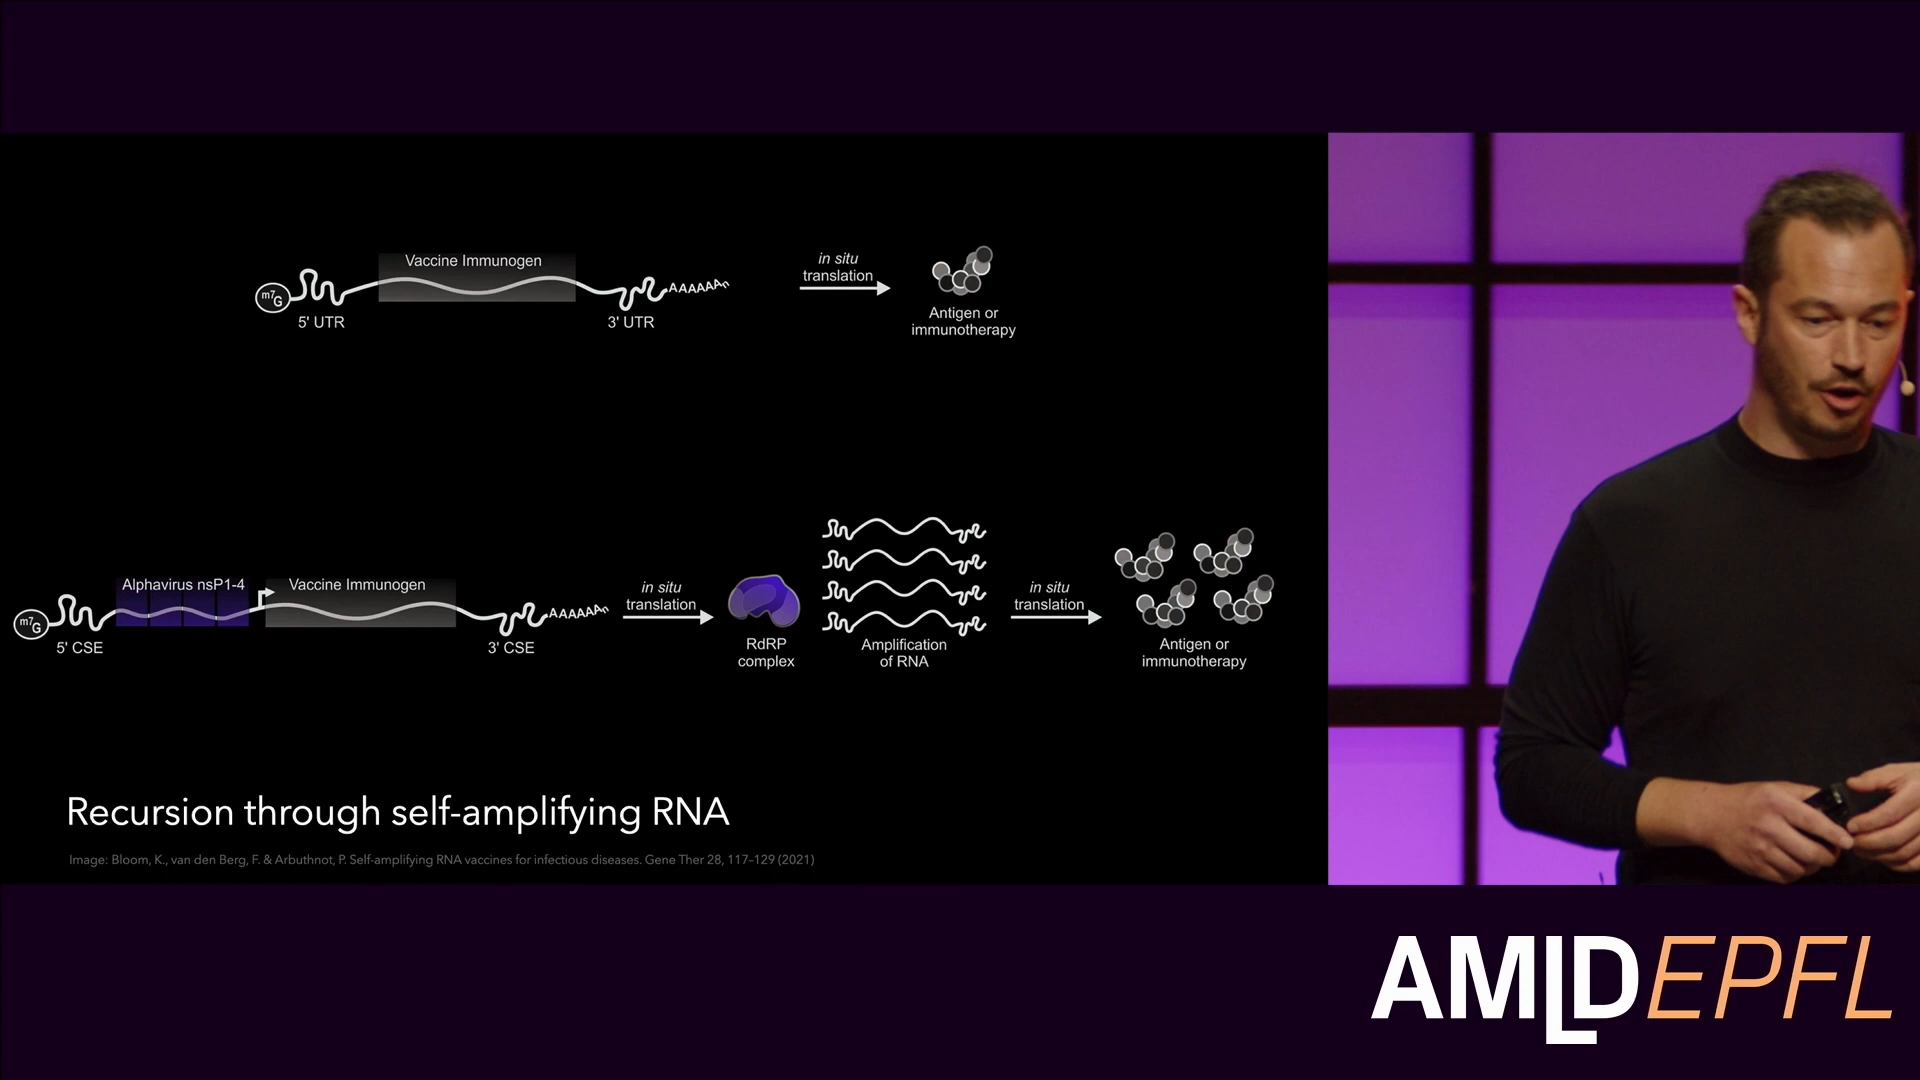 Vaccine Immunogen
m7G
AAAAAAn
5' UTR
3' UTR
in situ
translation
Antigen or
immunotherapy
Alphavirus nsP1-4
Vaccine Immunogen
m7G
AAAAAAn
5' CSE
3' CSE
in situ
translation
RdRP
complex
Amplification
of RNA
in situ
translation
Antigen or
immunotherapy
Recursion through self-amplifying RNA
Image: Bloom, K., van den Berg, F. & Arbuthnot, P. Self-amplifying RNA vaccines for infectious diseases. Gene Ther 28, 117–129 (2021)
AMLDEPFL